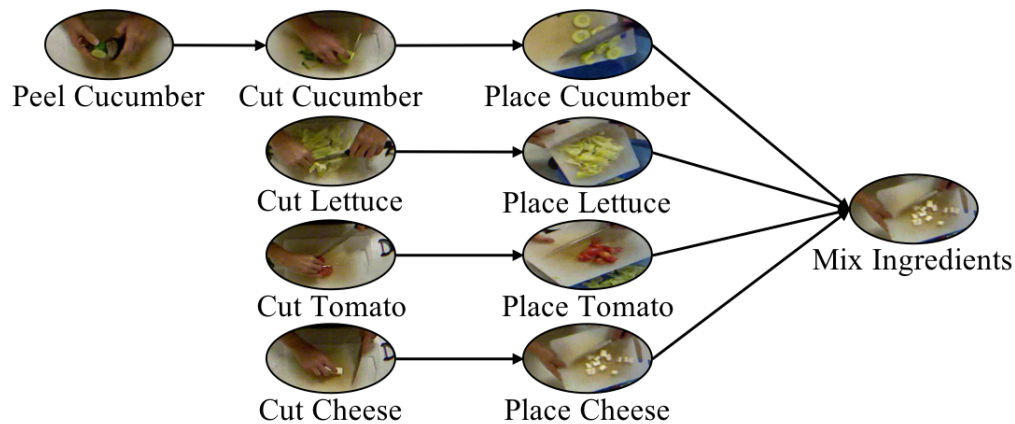 Peel Cucumber
Cut Cucumber
Place Cucumber
Cut Lettuce
Place Lettuce
Mix Ingredients
Cut Tomato
Place Tomato
Cut Cheese
Place Cheese